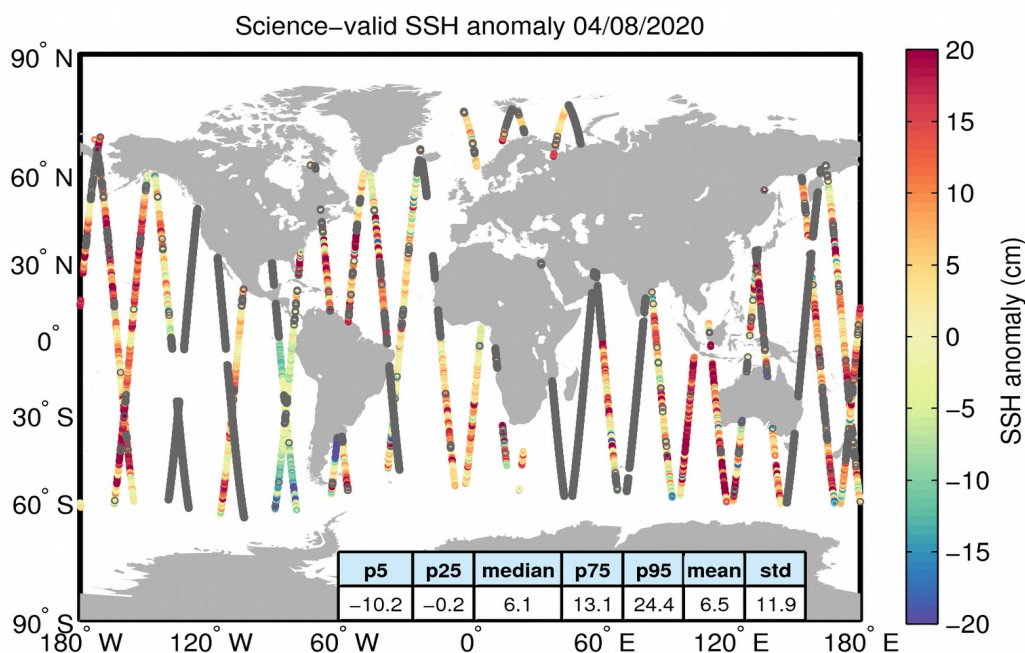 Science−valid SSH anomaly 04/08/2020
90° N
60° N
30° N
0°
30° S
60° S
90° S
180° W
120° W
60° W
0°
60° E
120° E
180° E
p5 p25 median p75 p95 mean std
−10.2 −0.2 6.1 13.1 24.4 6.5 11.9
20
15
10
5
0
−5
−10
−15
−20
SSH anomaly (cm)